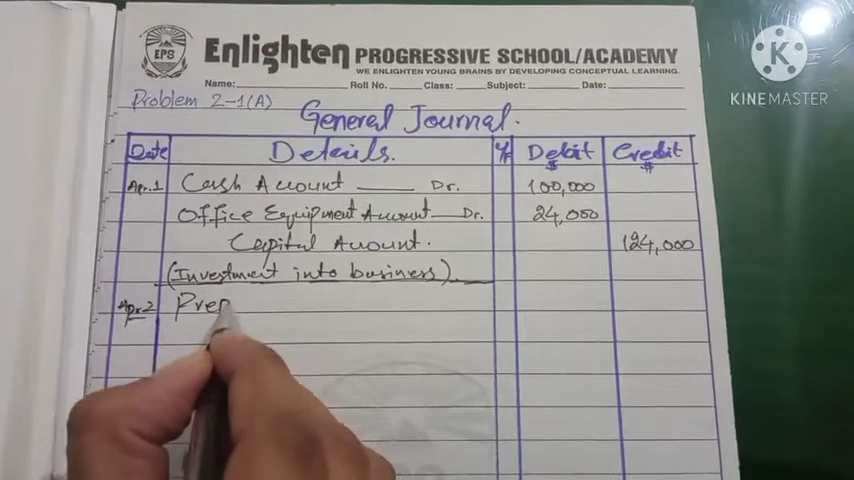 EPS
Enlighten PROGRESSIVE SCHOOL/ACADEMY
WE ENLIGHTEN YOUNG BRAINS BY DEVELOPING CONCEPTUAL LEARNING.
Name: Roll No. Class: Subject: Date:
Problem 2-1(A)
General Journal.
Date Details. Debit Credit
$ $
Apr.1 Cash Account Dr. 100,000
Office Equipment Account Dr. 24,000
Capital Account. 124,000
(Investment into business)
Apr.2 Prep
KINEMASTER